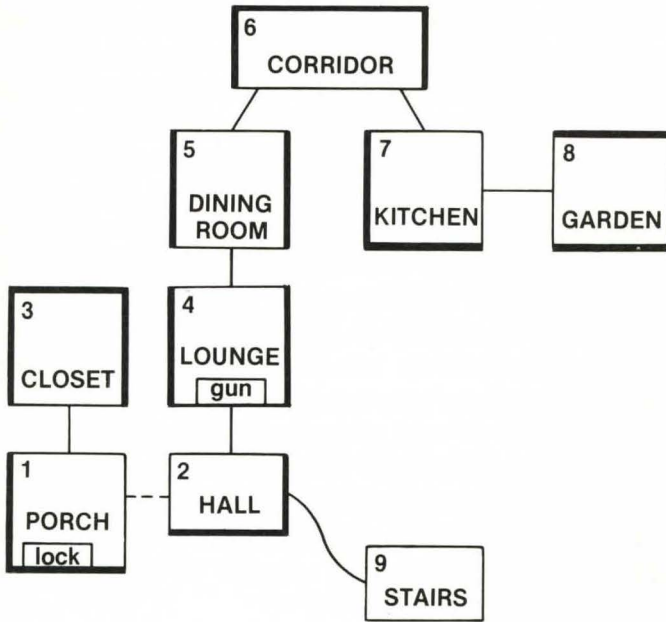 6
CORRIDOR
5
DINING
ROOM
7
KITCHEN
8
GARDEN
3
CLOSET
4
LOUNGE
gun
1
PORCH
lock
2
HALL
9
STAIRS